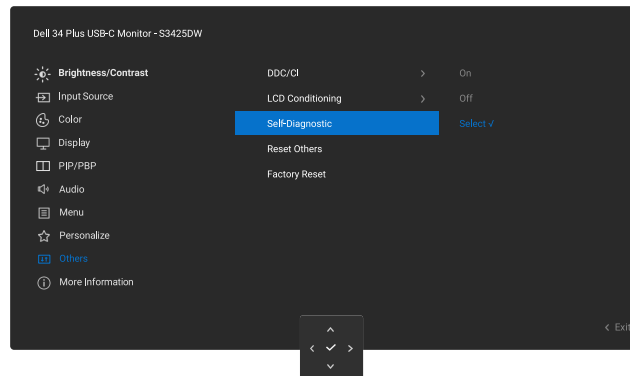 Dell 34 Plus USB-C Monitor - S3425DW
Brightness/Contrast
Input Source
Color
Display
PIP/PBP
Audio
Menu
Personalize
Others
More Information
DDC/CI
LCD Conditioning
Self-Diagnostic
Reset Others
Factory Reset
On
Off
Select √
Exit